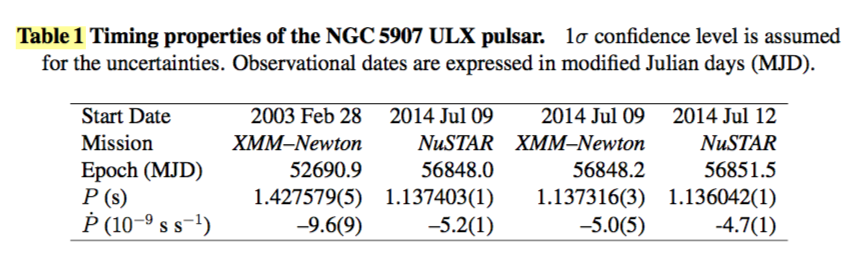 Table 1 Timing properties of the NGC 5907 ULX pulsar. 1σ confidence level is assumed
for the uncertainties. Observational dates are expressed in modified Julian days (MJD).
Start Date 2003 Feb 28 2014 Jul 09 2014 Jul 09 2014 Jul 12
Mission XMM–Newton NuSTAR XMM–Newton NuSTAR
Epoch (MJD) 52690.9 56848.0 56848.2 56851.5
P (s) 1.427579(5) 1.137403(1) 1.137316(3) 1.136042(1)
Ṗ (10⁻⁹ s s⁻¹) –9.6(9) –5.2(1) –5.0(5) -4.7(1)